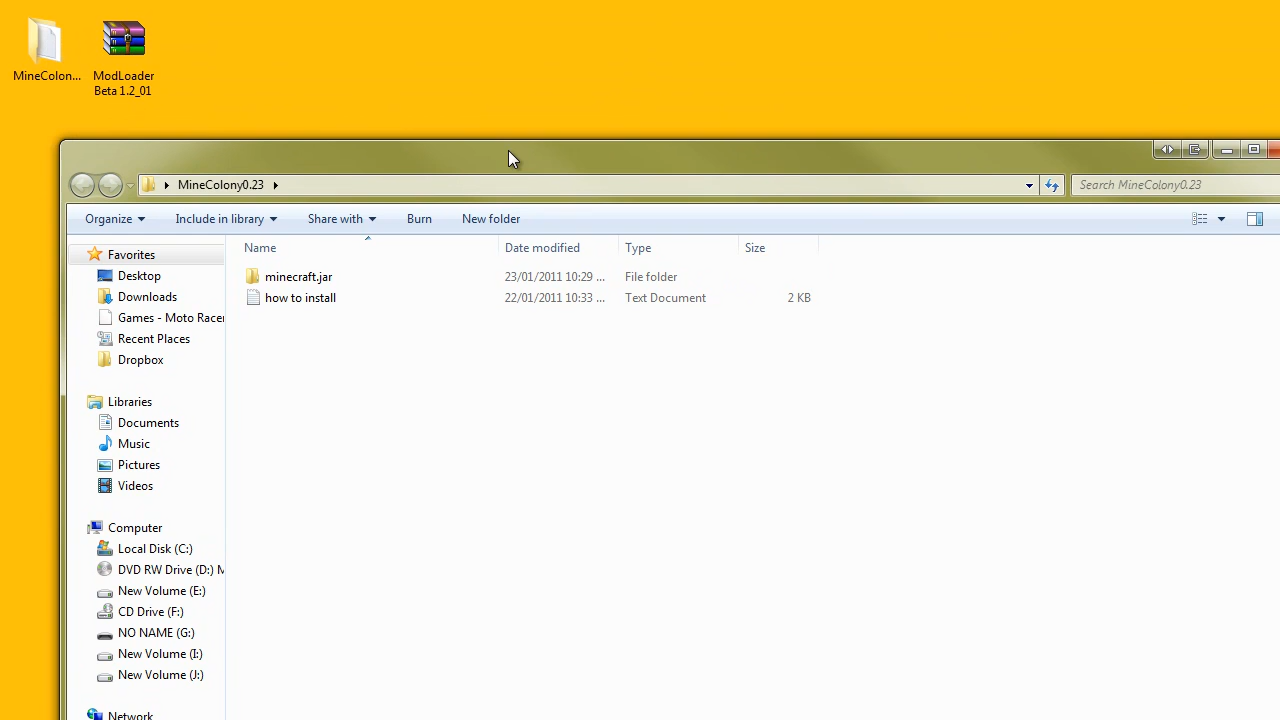 MineColon...
ModLoader
Beta 1.2_01
MineColony0.23
Search MineColony0.23
Organize
Include in library
Share with
Burn
New folder
Name
Date modified
Type
Size
Favorites
Desktop
Downloads
Games - Moto Racer
Recent Places
Dropbox
Libraries
Documents
Music
Pictures
Videos
Computer
Local Disk (C:)
DVD RW Drive (D:) M
New Volume (E:)
CD Drive (F:)
NO NAME (G:)
New Volume (I:)
New Volume (J:)
Network
minecraft.jar
23/01/2011 10:29 ...
File folder
how to install
22/01/2011 10:33 ...
Text Document
2 KB